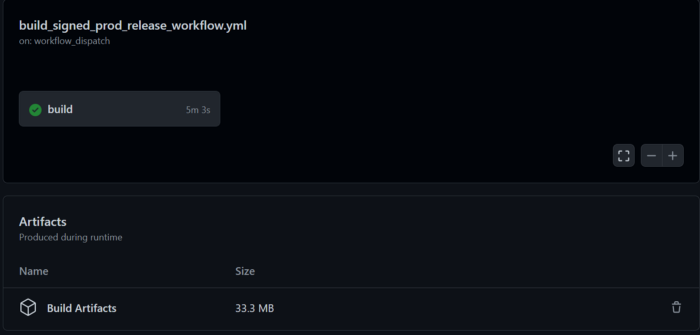 build_signed_prod_release_workflow.yml
on: workflow_dispatch
build 5m 3s
Artifacts
Produced during runtime
Name Size
Build Artifacts 33.3 MB